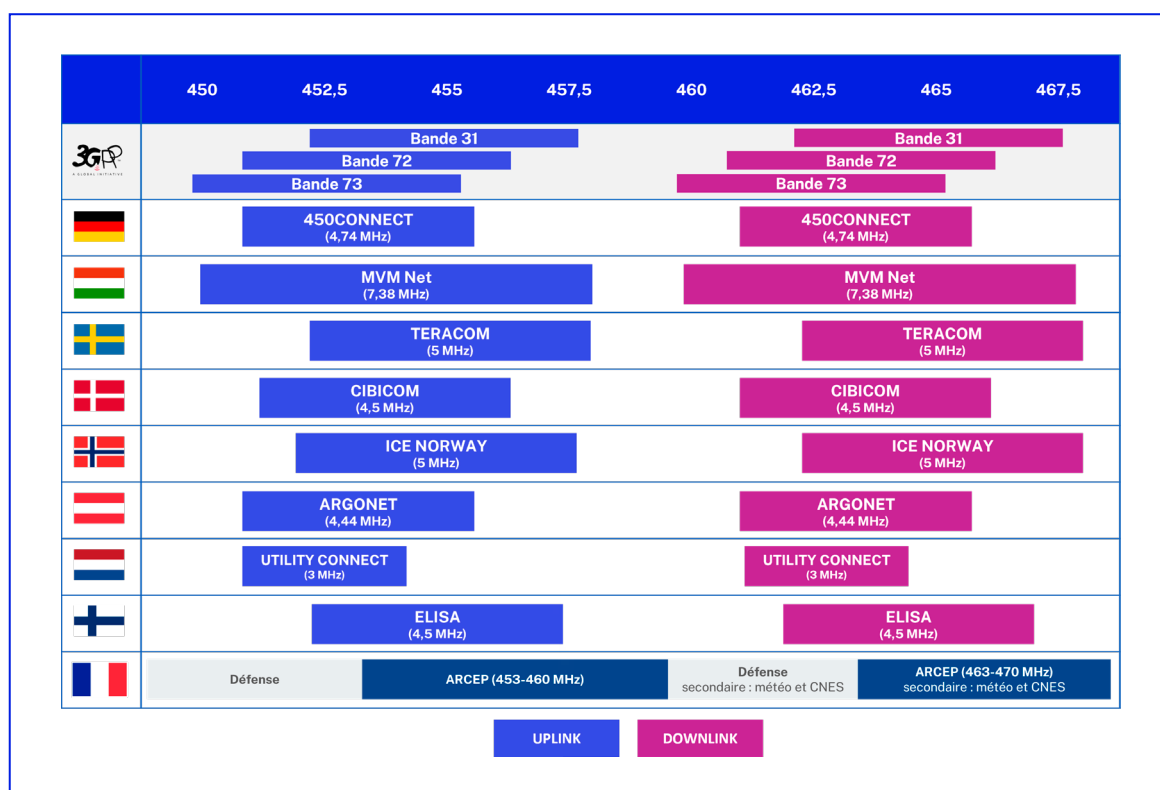 450 452,5 455 457,5 460 462,5 465 467,5
Bande 31 Bande 31
Bande 72 Bande 72
Bande 73 Bande 73
3GPP
A GLOBAL INITIATIVE
450CONNECT 450CONNECT
(4,74 MHz) (4,74 MHz)
MVM Net MVM Net
(7,38 MHz) (7,38 MHz)
TERACOM TERACOM
(5 MHz) (5 MHz)
CIBICOM CIBICOM
(4,5 MHz) (4,5 MHz)
ICE NORWAY ICE NORWAY
(5 MHz) (5 MHz)
ARGONET ARGONET
(4,44 MHz) (4,44 MHz)
UTILITY CONNECT UTILITY CONNECT
(3 MHz) (3 MHz)
ELISA ELISA
(4,5 MHz) (4,5 MHz)
Défense ARCEP (453-460 MHz) Défense ARCEP (463-470 MHz)
secondaire : météo et CNES secondaire : météo et CNES
UPLINK DOWNLINK